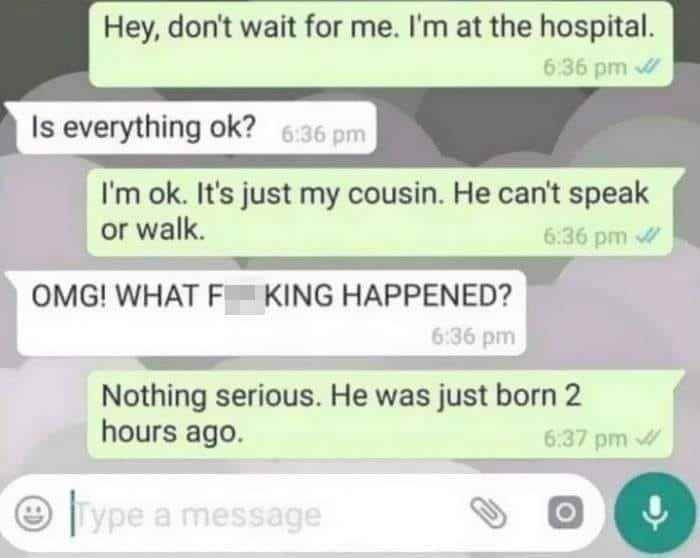 Hey, don't wait for me. I'm at the hospital.
6:36 pm
Is everything ok? 6:36 pm
I'm ok. It's just my cousin. He can't speak
or walk.
6:36 pm
OMG! WHAT F KING HAPPENED?
6:36 pm
Nothing serious. He was just born 2
hours ago.
6:37 pm
Type a message